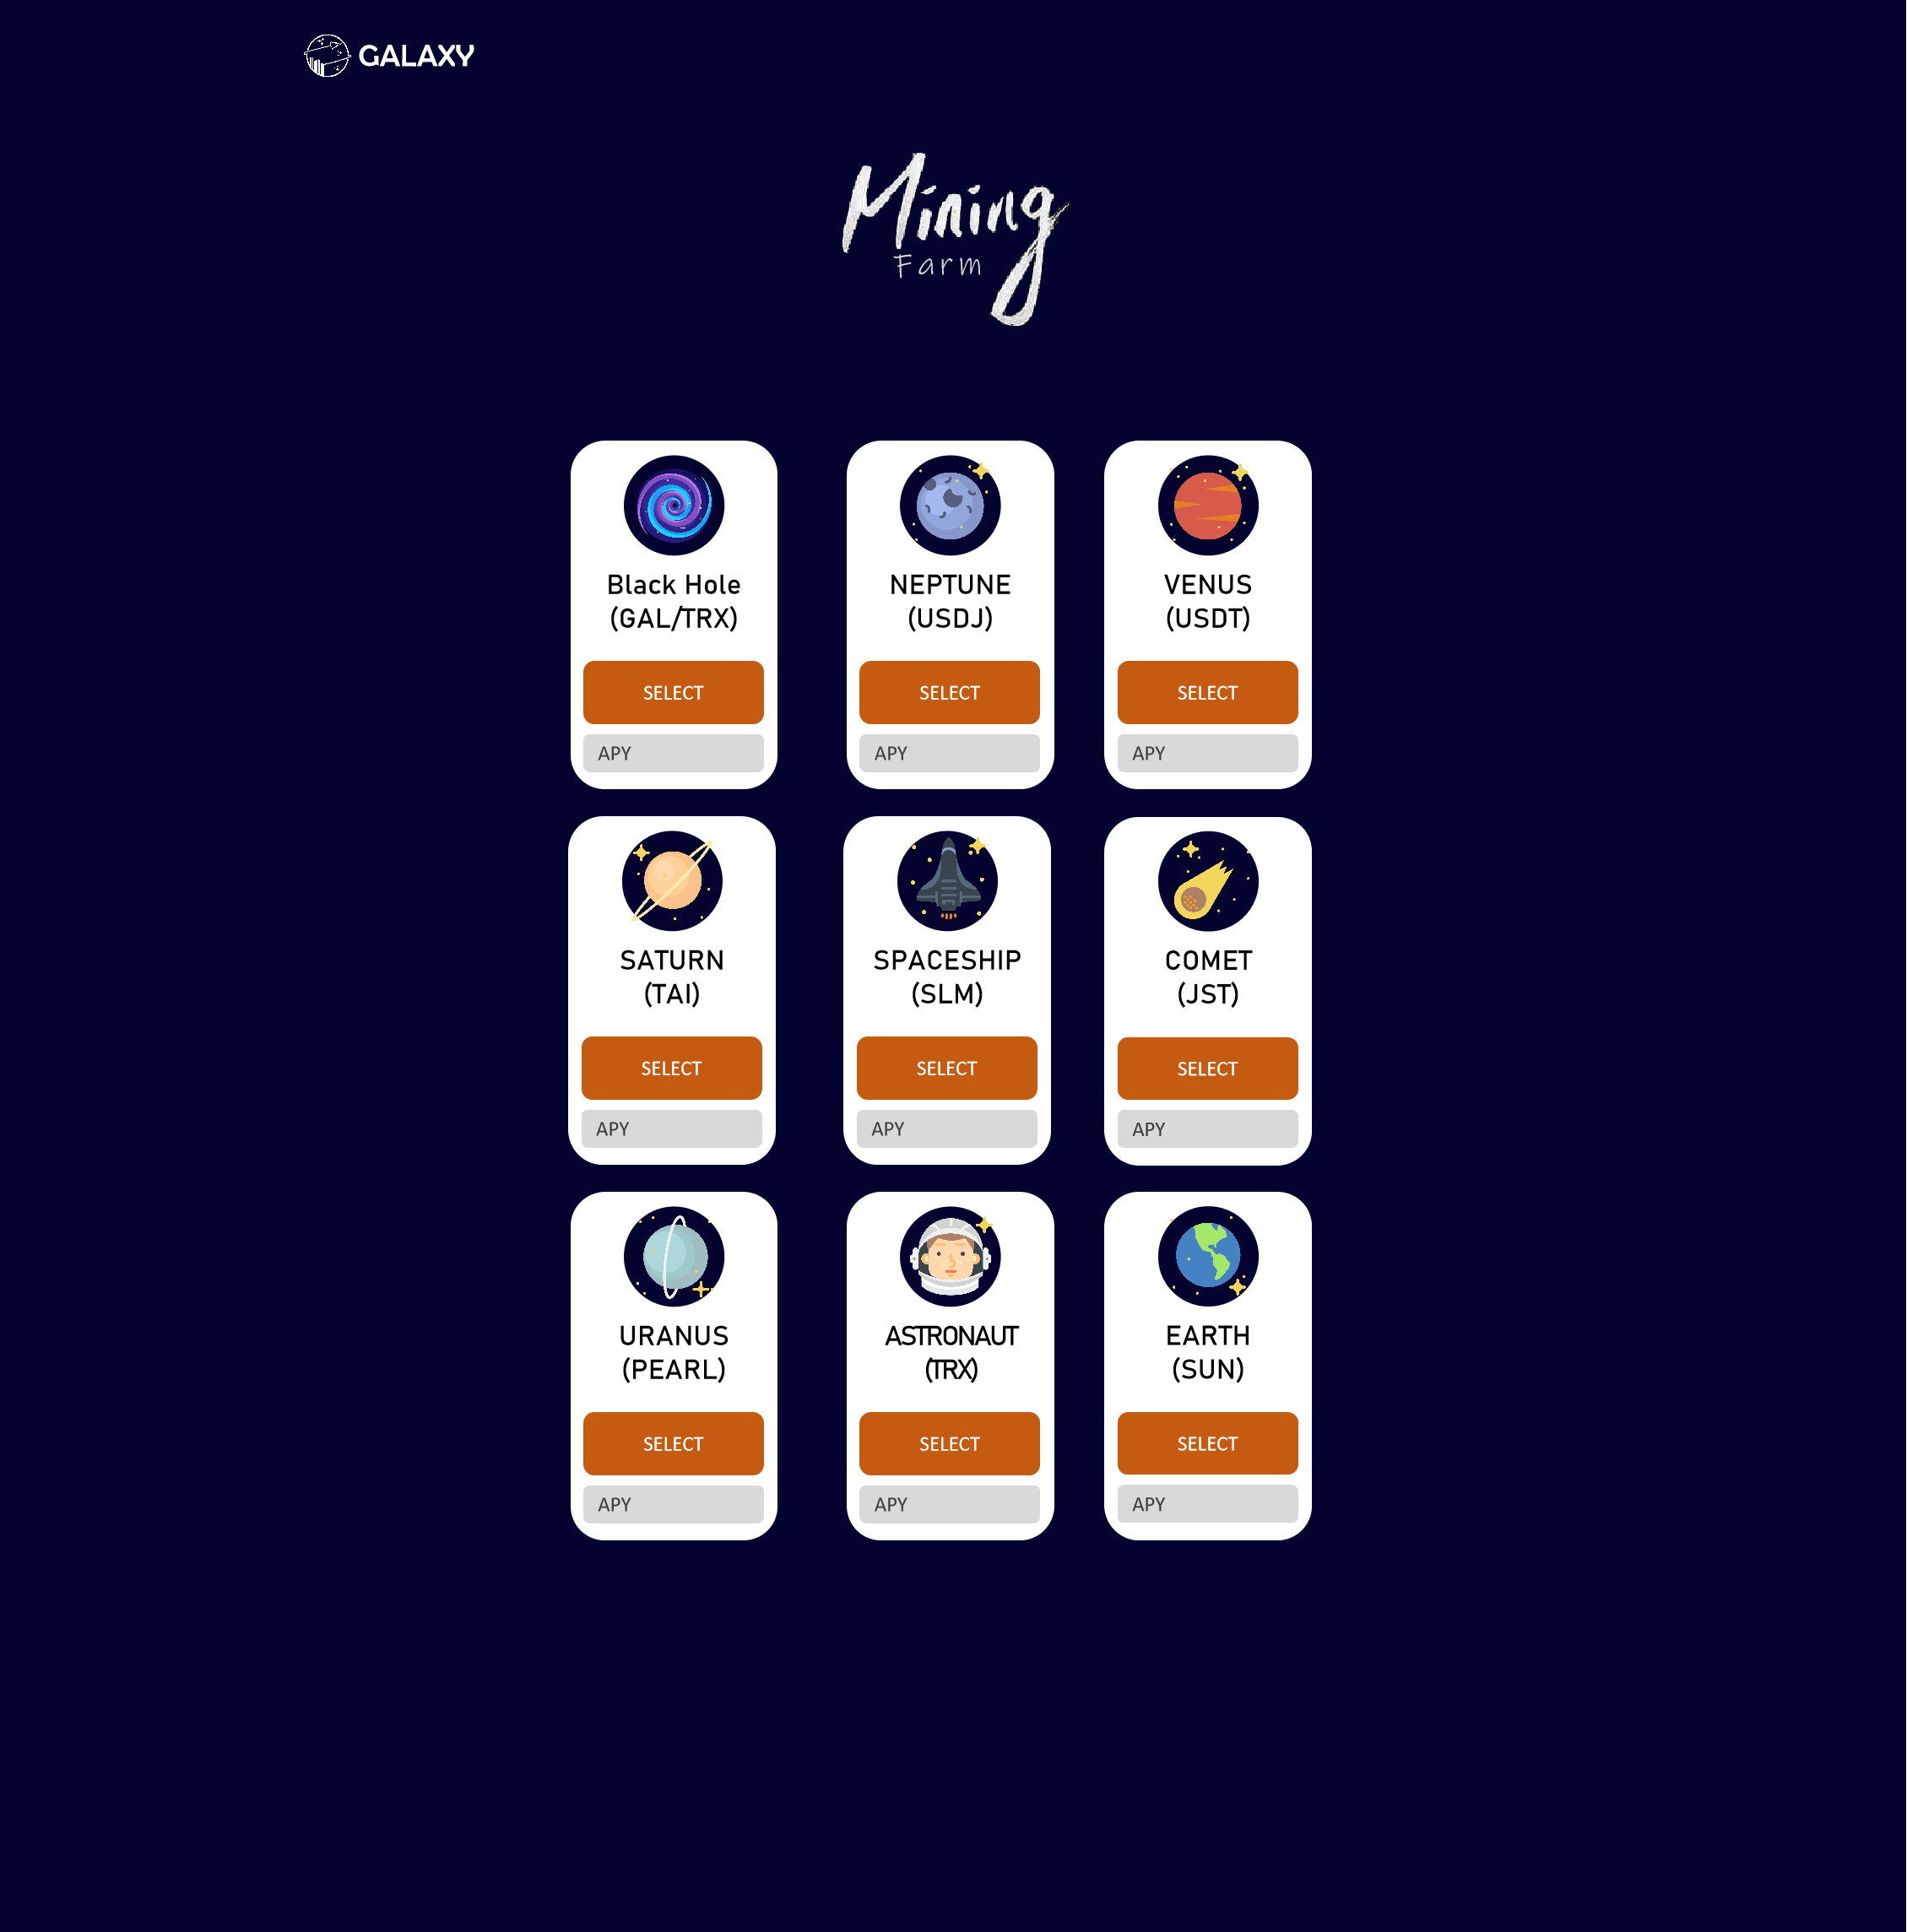 GALAXY
Mining
Farm
Black Hole
(GAL/TRX)
SELECT
APY
NEPTUNE
(USDJ)
SELECT
APY
VENUS
(USDT)
SELECT
APY
SATURN
(TAI)
SELECT
APY
SPACESHIP
(SLM)
SELECT
APY
COMET
(JST)
SELECT
APY
URANUS
(PEARL)
SELECT
APY
ASTRONAUT
(TRX)
SELECT
APY
EARTH
(SUN)
SELECT
APY